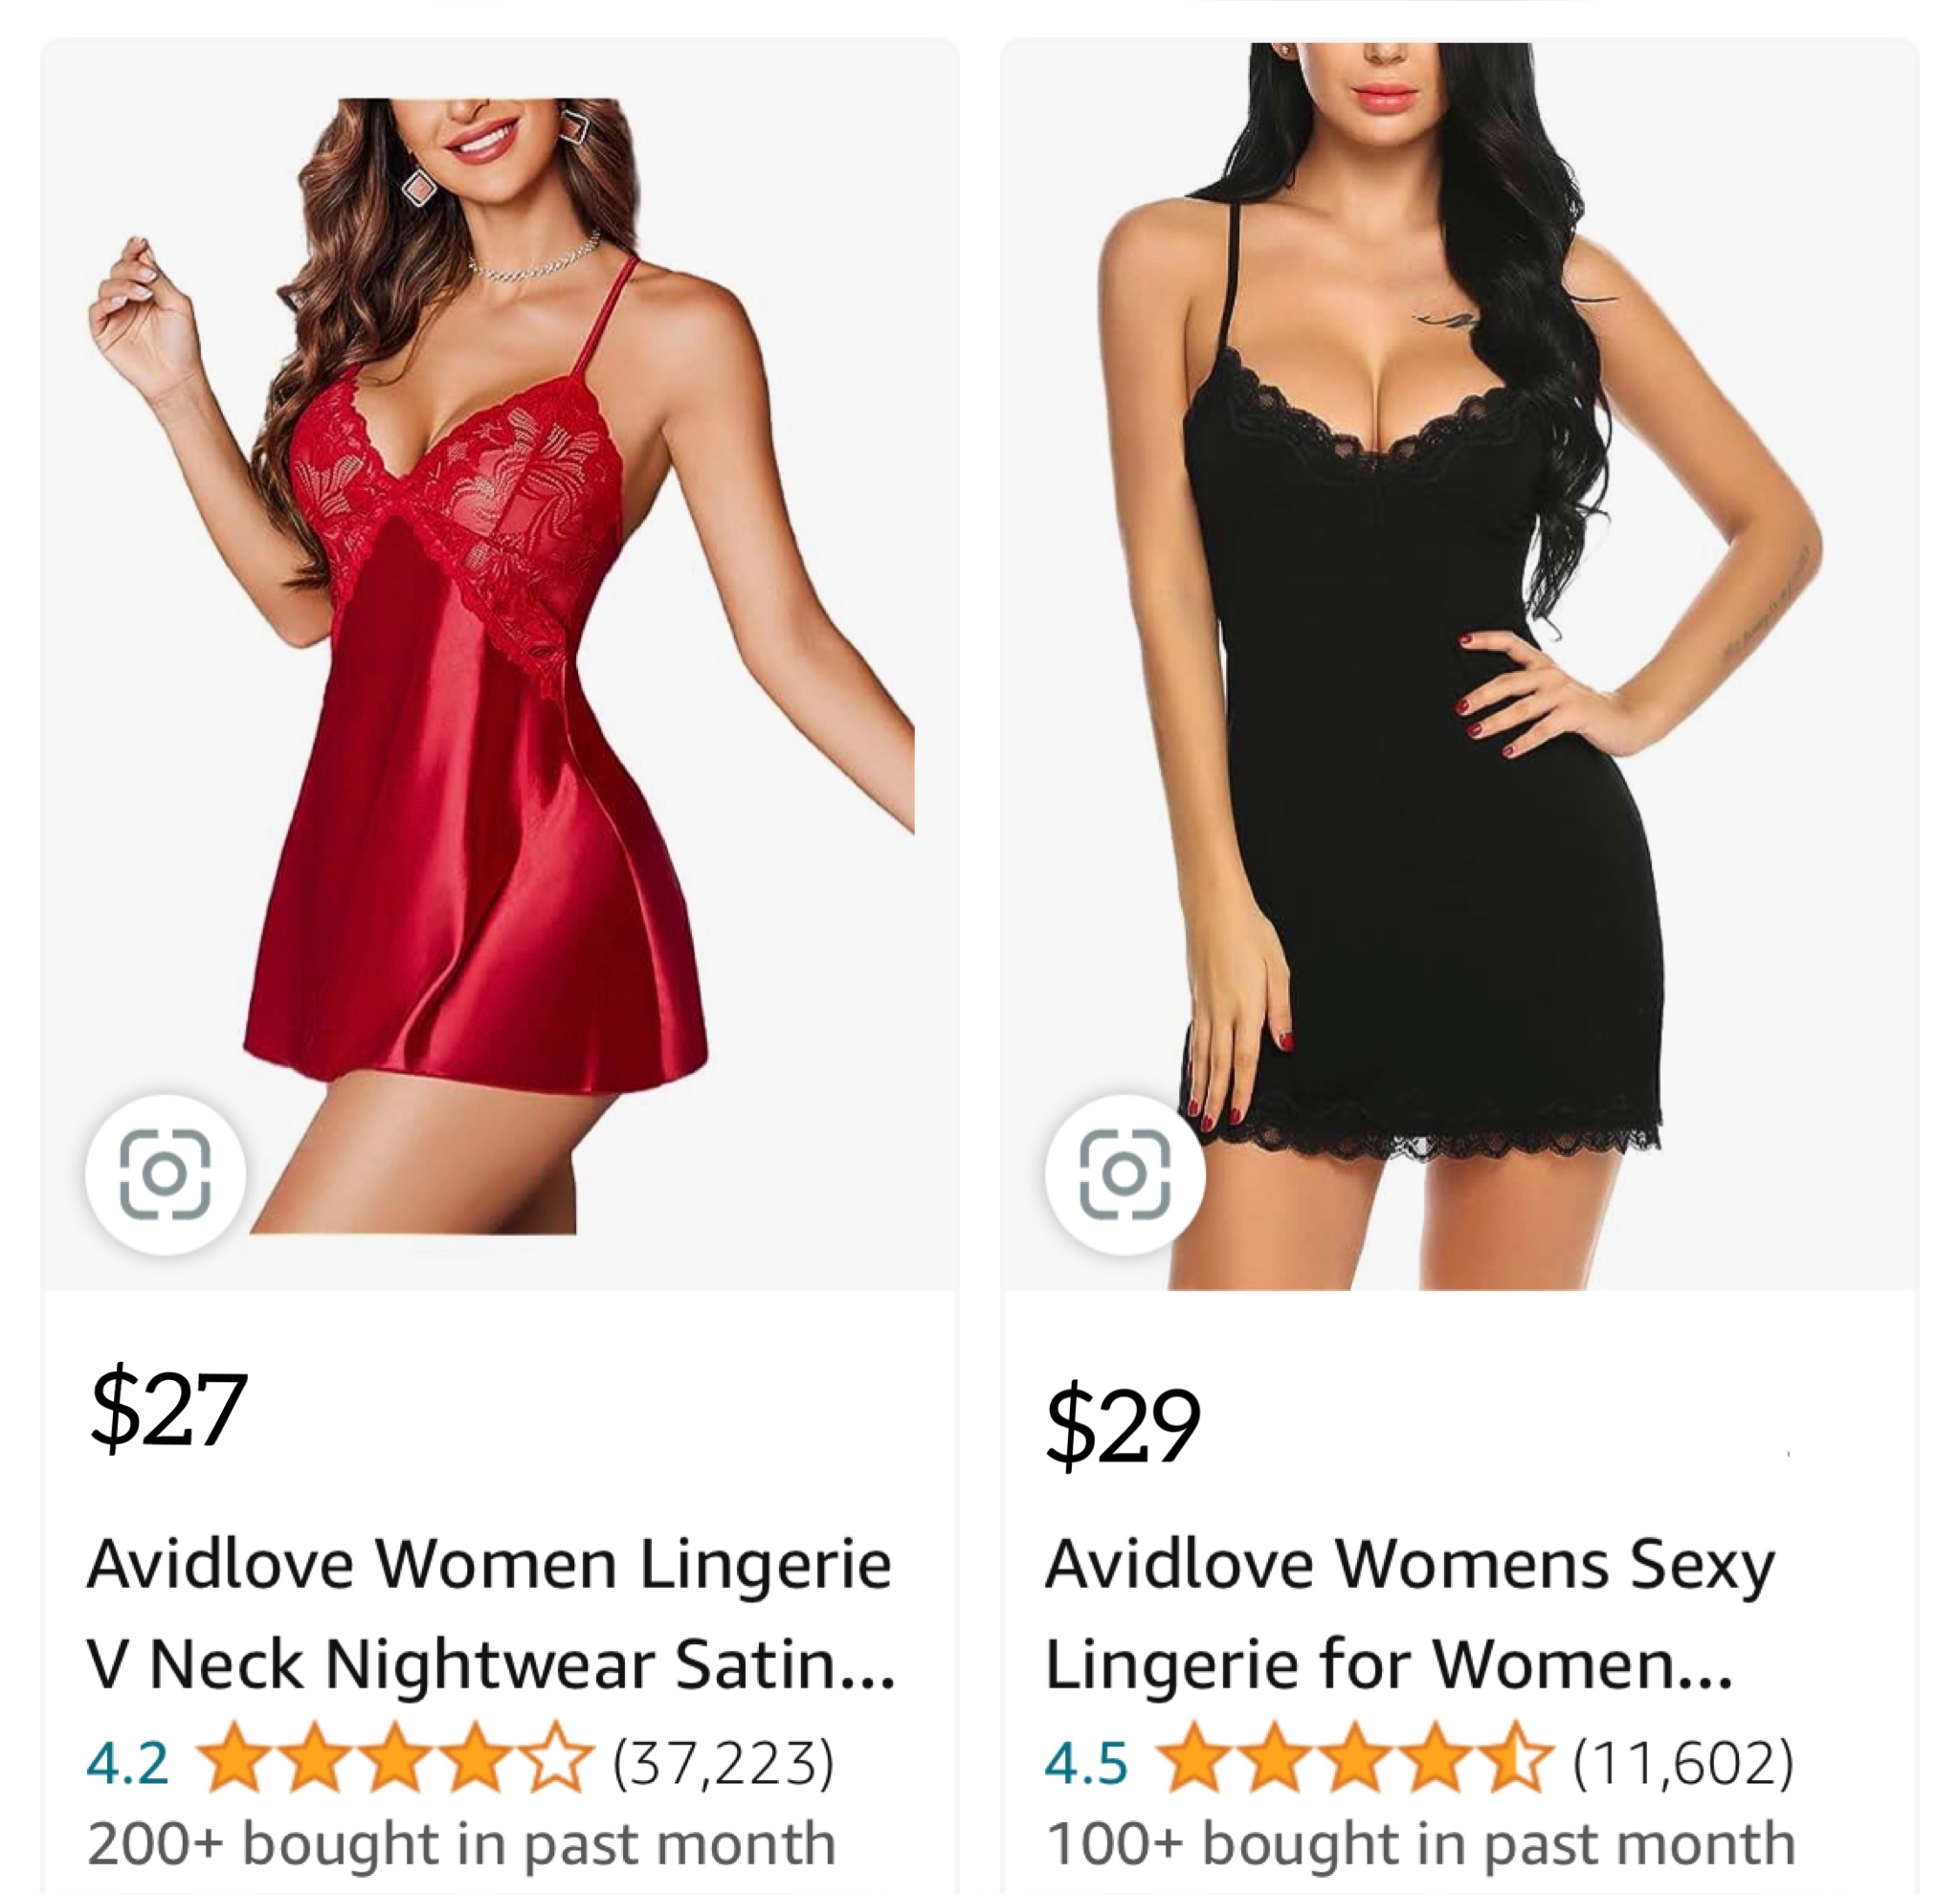 $27
Avidlove Women Lingerie
V Neck Nightwear Satin...
4.2 (37,223)
200+ bought in past month
$29
Avidlove Womens Sexy
Lingerie for Women...
4.5 (11,602)
100+ bought in past month